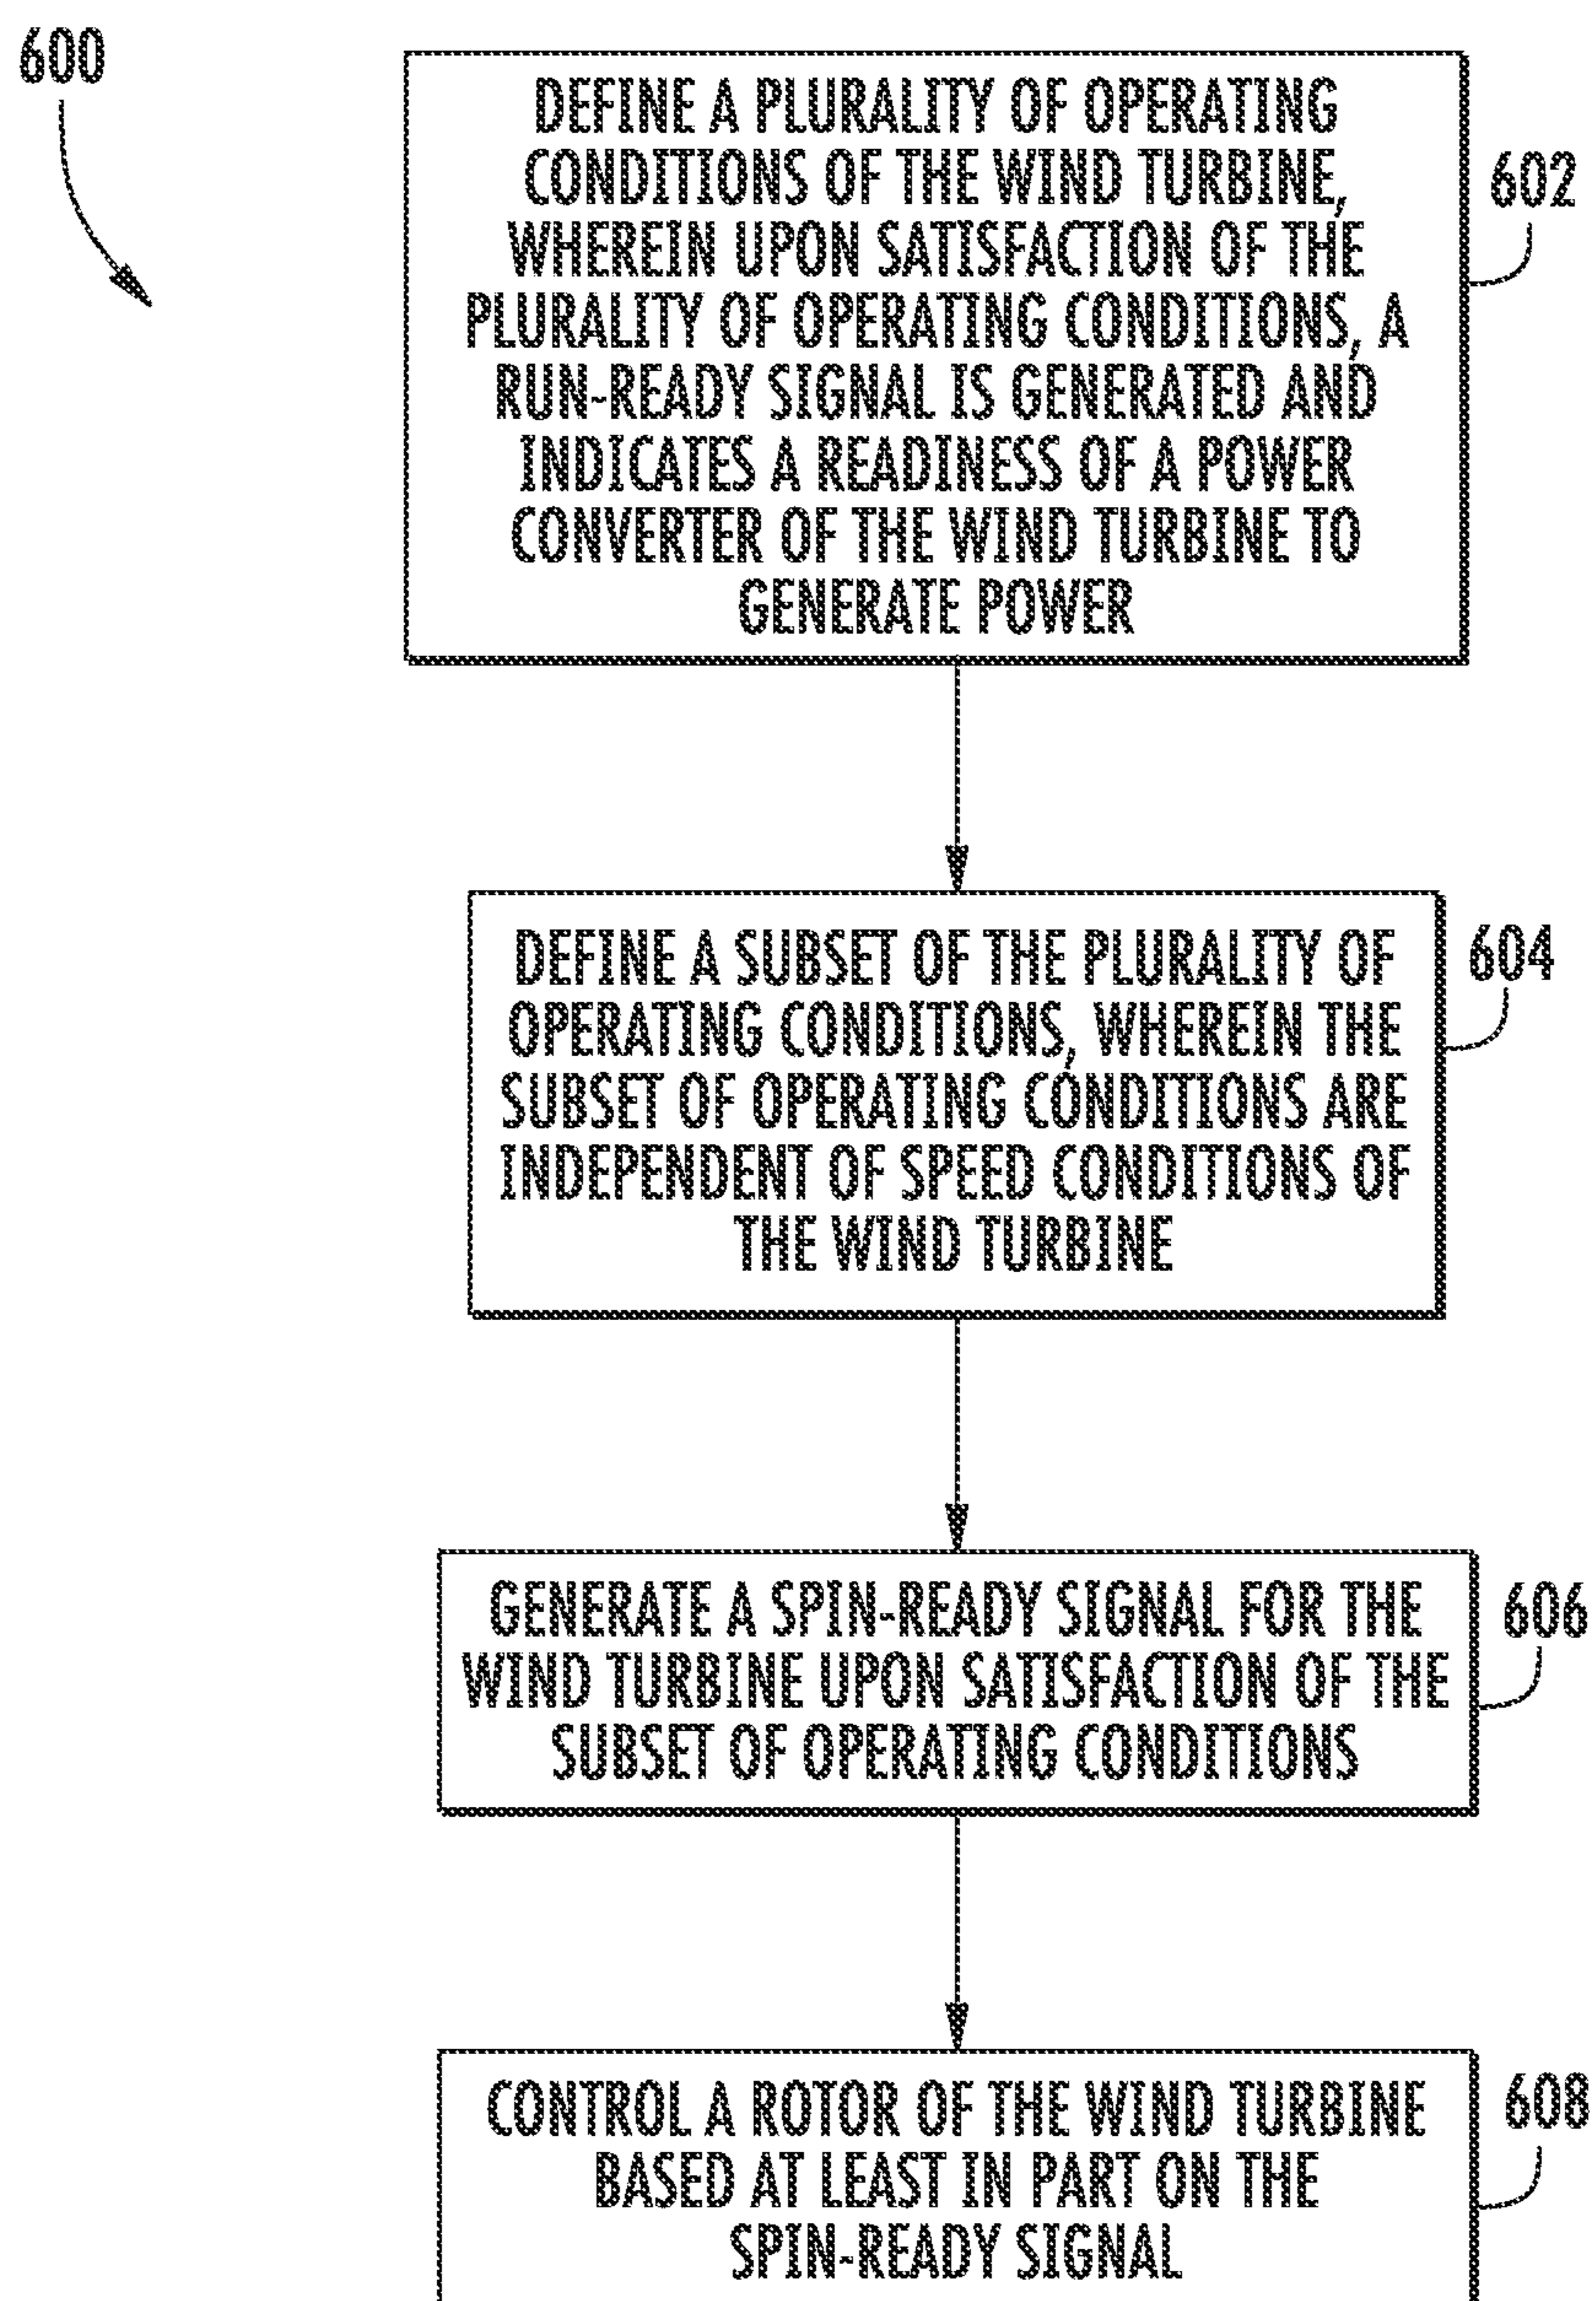 600
DEFINE A PLURALITY OF OPERATING
CONDITIONS OF THE WIND TURBINE,
WHEREIN UPON SATISFACTION OF THE
PLURALITY OF OPERATING CONDITIONS, A
RUN-READY SIGNAL IS GENERATED AND
INDICATES A READINESS OF A POWER
CONVERTER OF THE WIND TURBINE TO
GENERATE POWER
602
DEFINE A SUBSET OF THE PLURALITY OF
OPERATING CONDITIONS, WHEREIN THE
SUBSET OF OPERATING CONDITIONS ARE
INDEPENDENT OF SPEED CONDITIONS OF
THE WIND TURBINE
604
GENERATE A SPIN-READY SIGNAL FOR THE
WIND TURBINE UPON SATISFACTION OF THE
SUBSET OF OPERATING CONDITIONS
606
CONTROL A ROTOR OF THE WIND TURBINE
BASED AT LEAST IN PART ON THE
SPIN-READY SIGNAL
608